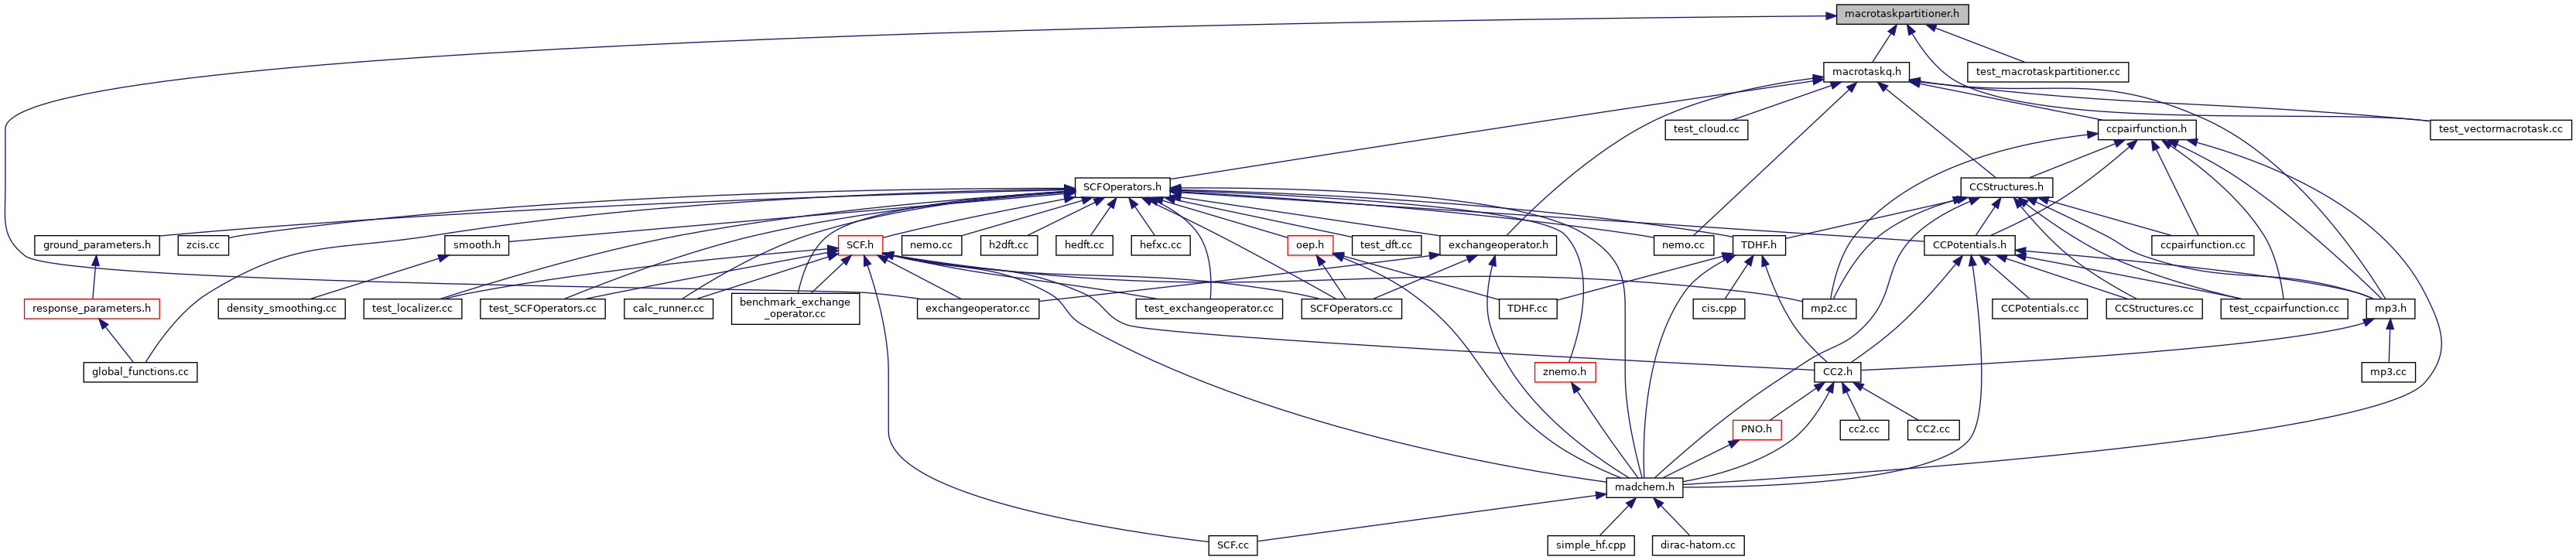 macrotaskpartitioner.h
macrotaskq.h
test_macrotaskpartitioner.cc
test_cloud.cc
ccpairfunction.h
test_vectormacrotask.cc
SCFOperators.h
CCStructures.h
ground_parameters.h
zcis.cc
smooth.h
SCF.h
nemo.cc
h2dft.cc
hedft.cc
hefxc.cc
oep.h
test_dft.cc
exchangeoperator.h
nemo.cc
TDHF.h
CCPotentials.h
ccpairfunction.cc
response_parameters.h
density_smoothing.cc
test_localizer.cc
test_SCFOperators.cc
calc_runner.cc
benchmark_exchange
_operator.cc
exchangeoperator.cc
test_exchangeoperator.cc
SCFOperators.cc
TDHF.cc
cis.cpp
mp2.cc
CCPotentials.cc
CCStructures.cc
test_ccpairfunction.cc
mp3.h
global_functions.cc
znemo.h
CC2.h
mp3.cc
PNO.h
cc2.cc
CC2.cc
madchem.h
SCF.cc
simple_hf.cpp
dirac-hatom.cc